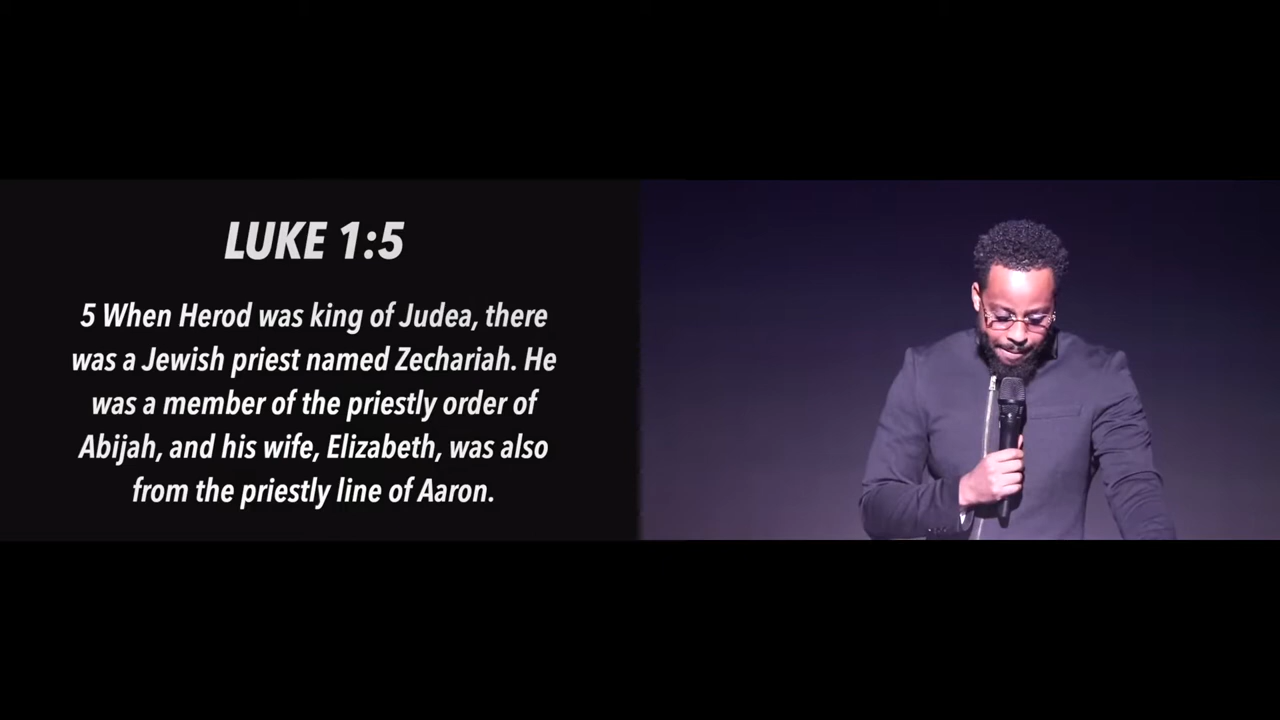 LUKE 1:5
5 When Herod was king of Judea, there
was a Jewish priest named Zechariah. He
was a member of the priestly order of
Abijah, and his wife, Elizabeth, was also
from the priestly line of Aaron.